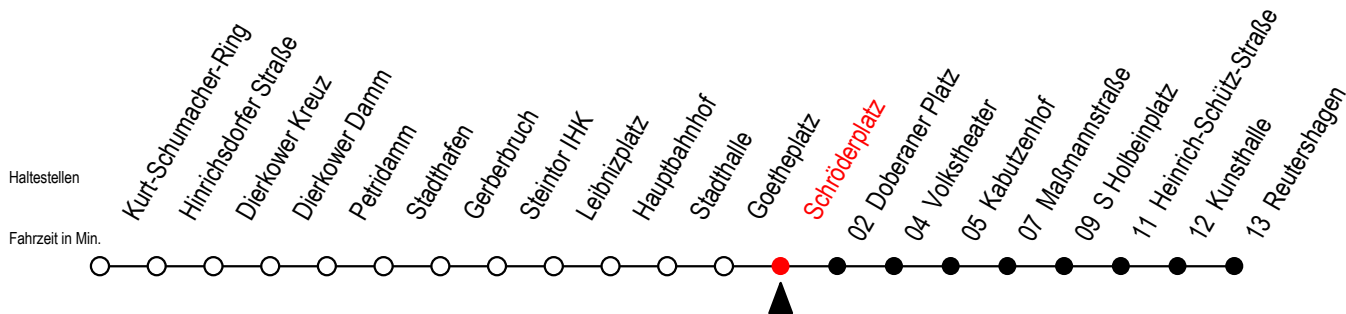 Haltestellen
Fahrzeit in Min.
Kurt-Schumacher-Ring
Hinrichsdorfer Straße
Dierkower Kreuz
Dierkower Damm
Petridamm
Stadthafen
Gerberbruch
Steintor IHK
Leibnizplatz
Hauptbahnhof
Stadthalle
Goetheplatz
Schröderplatz
02 Doberaner Platz
04 Volkstheater
05 Kabutzenhof
07 Maßmannstraße
09 S Holbeinplatz
11 Heinrich-Schütz-Straße
12 Kunsthalle
13 Reutershagen